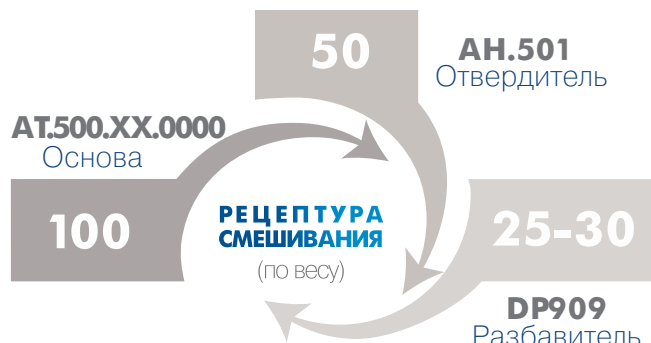 50
AH.501
Отвердитель
AT.500.XX.0000
Основа
100
РЕЦЕПТУРА
СМЕШИВАНИЯ
(по весу)
25-30
DP909
Разбавитель